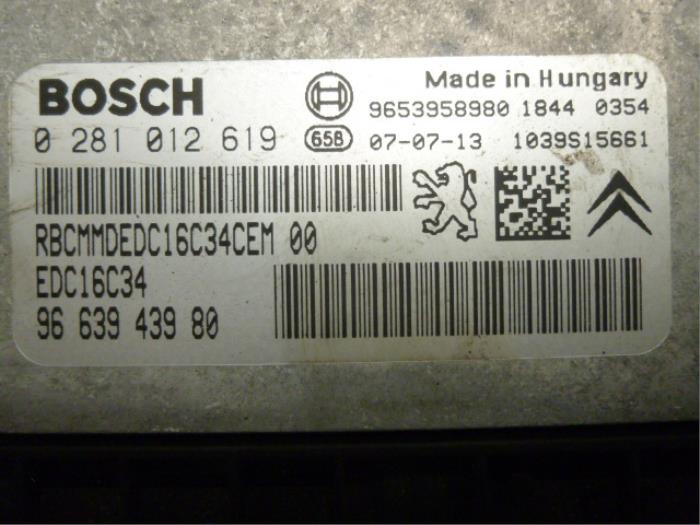 BOSCH
Made in Hungary
9653958980 1844 0354
0 281 012 619 65B 07-07-13 1039S15661
RBCMMDEDC16C34CEM 00
EDC16C34
96 639 439 80